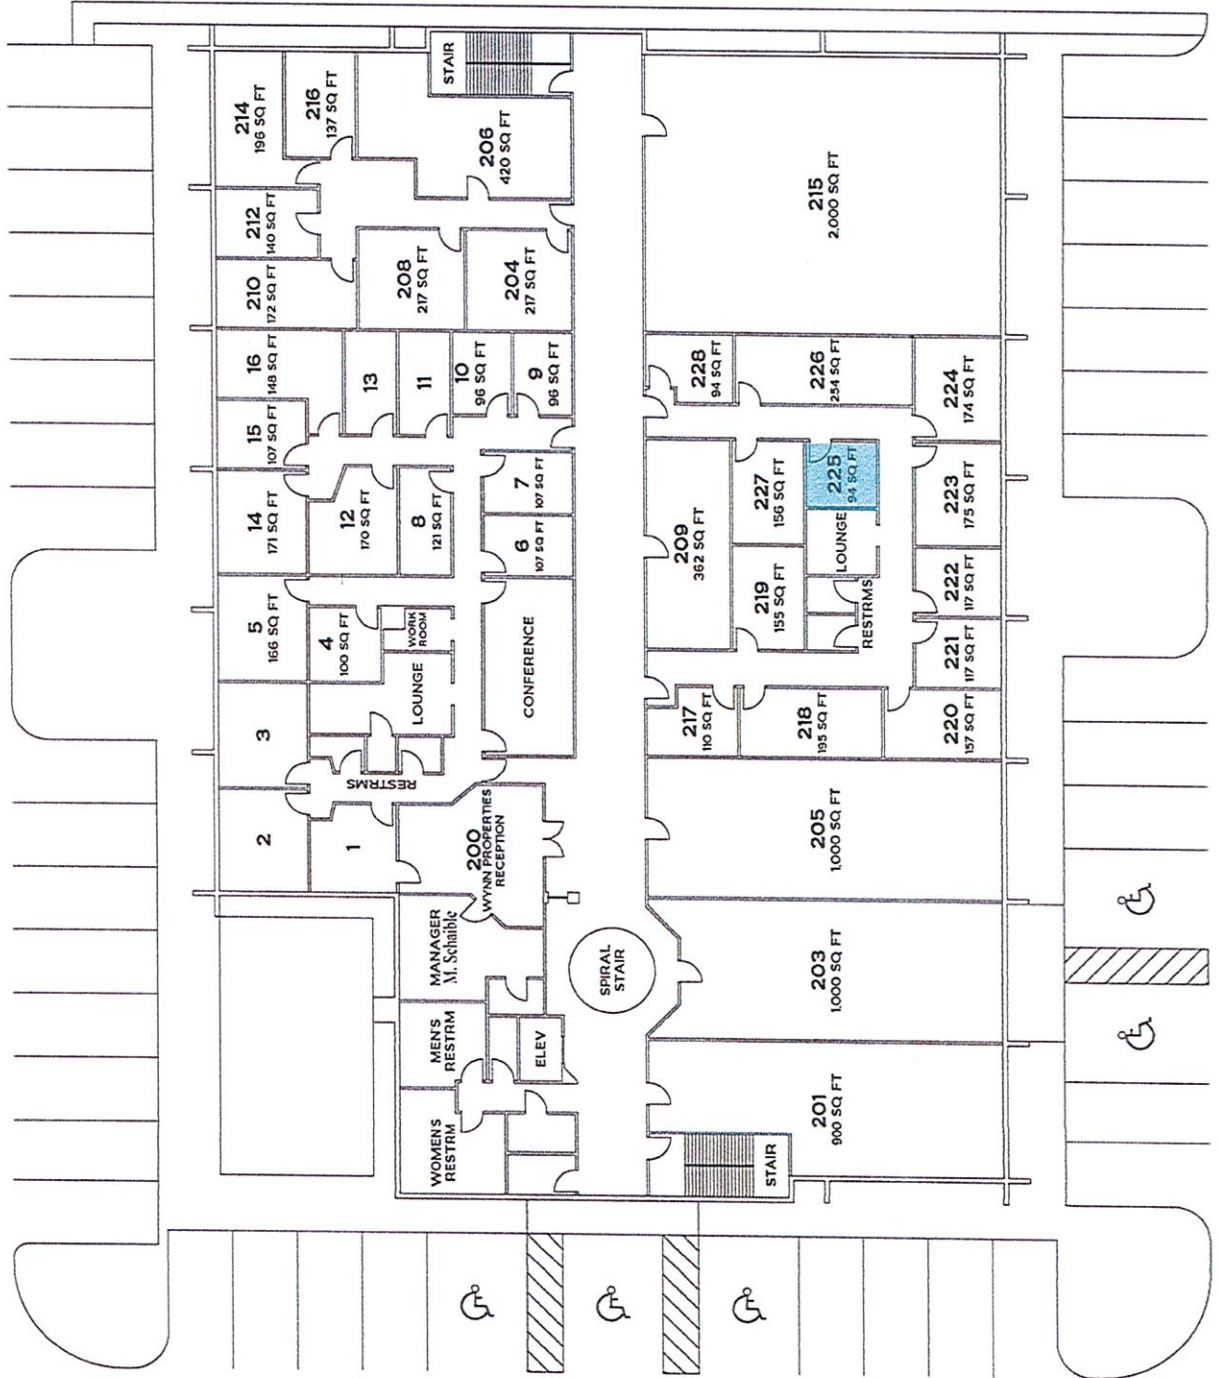 2
3
5
166 SQ FT
14
171 SQ FT
15
107 SQ FT
16
148 SQ FT
210
172 SQ FT
212
140 SQ FT
214
196 SQ FT
216
137 SQ FT
1
RESTRMS
4
100 SQ FT
12
170 SQ FT
13
WOMEN'S
RESTRM
MEN'S
RESTRM
MANAGER
M. Schaible
LOUNGE
WORK
ROOM
8
121 SQ FT
11
208
217 SQ FT
STAIR
200
WYNN PROPERTIES
RECEPTION
10
96 SQ FT
206
420 SQ FT
ELEV
CONFERENCE
6
107 SQ FT
7
107 SQ FT
9
96 SQ FT
204
217 SQ FT
SPIRAL
STAIR
217
110 SQ FT
209
362 SQ FT
228
94 SQ FT
STAIR
219
155 SQ FT
227
156 SQ FT
201
900 SQ FT
203
1,000 SQ FT
205
1,000 SQ FT
218
195 SQ FT
LOUNGE
225
94 SQ FT
226
254 SQ FT
215
2,000 SQ FT
RESTRMS
220
157 SQ FT
221
117 SQ FT
222
117 SQ FT
223
175 SQ FT
224
174 SQ FT